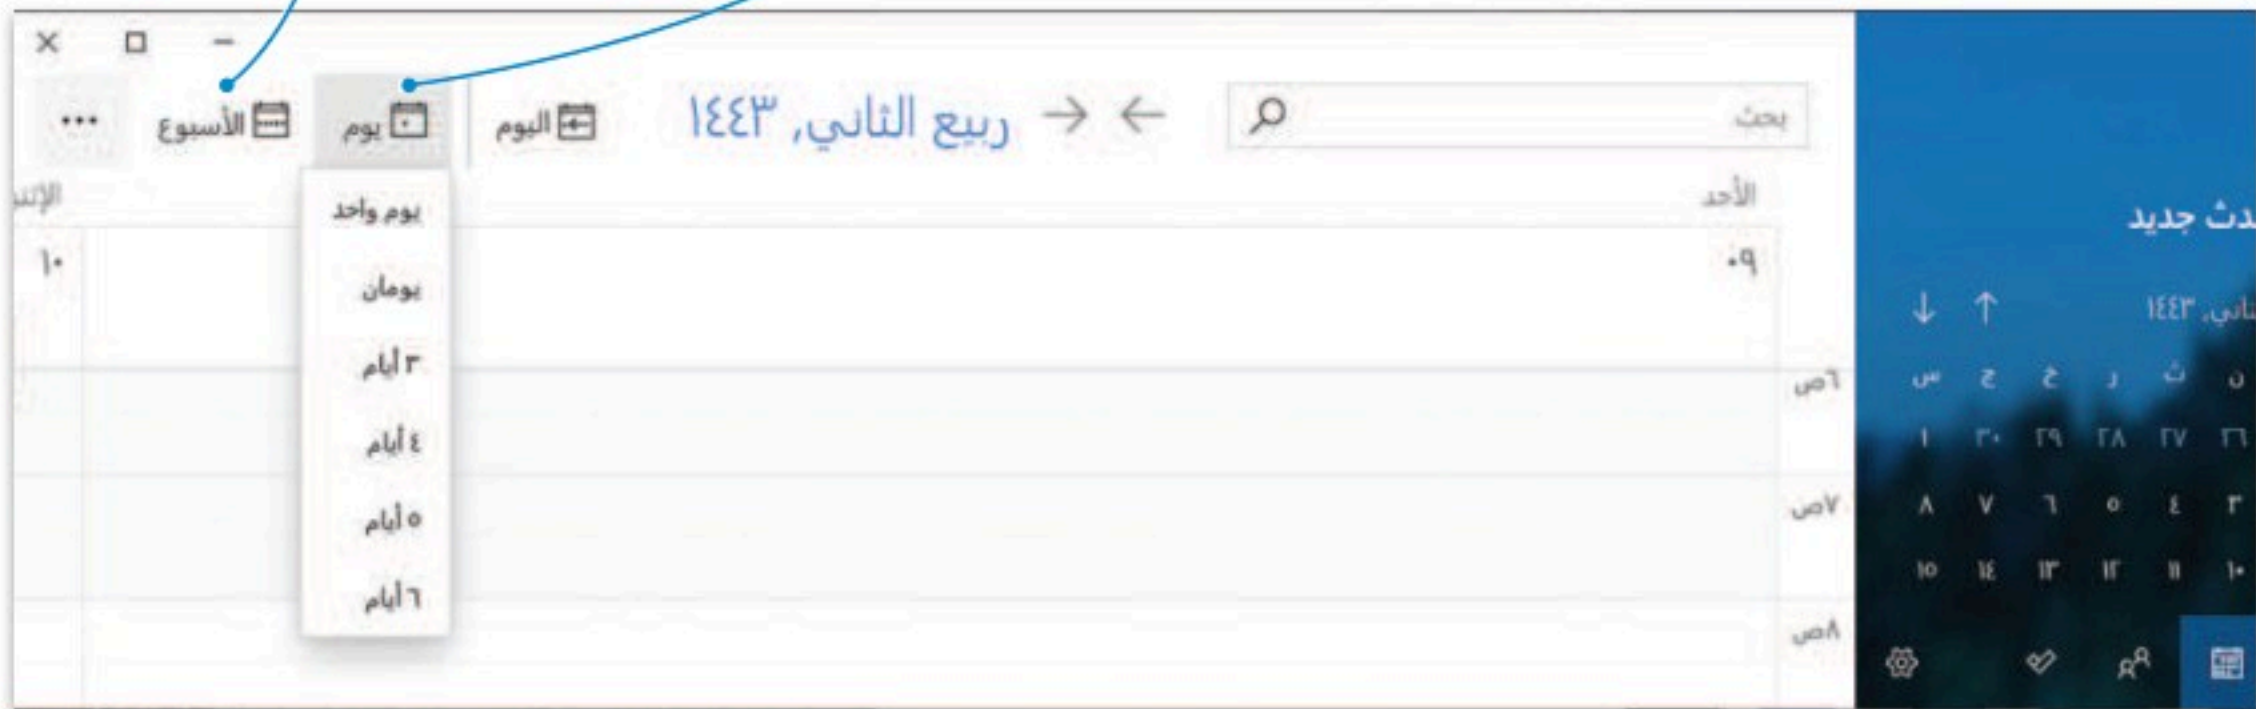 بحث
ربيع الثاني, ١٤٤٣
اليوم
يوم
الأسبوع
...
يوم واحد
يومان
٣ أيام
٤ أيام
٥ أيام
٦ أيام
الأحد
الإثنـ
٠٩
١٠
٦ص
٧ص
٨ص
دث جديد
ثاني, ١٤٤٣
ن ث ر خ ج س
٢٦ ٢٧ ٢٨ ٢٩ ٣٠ ١
٣ ٤ ٥ ٦ ٧ ٨
١٠ ١١ ١٢ ١٣ ١٤ ١٥